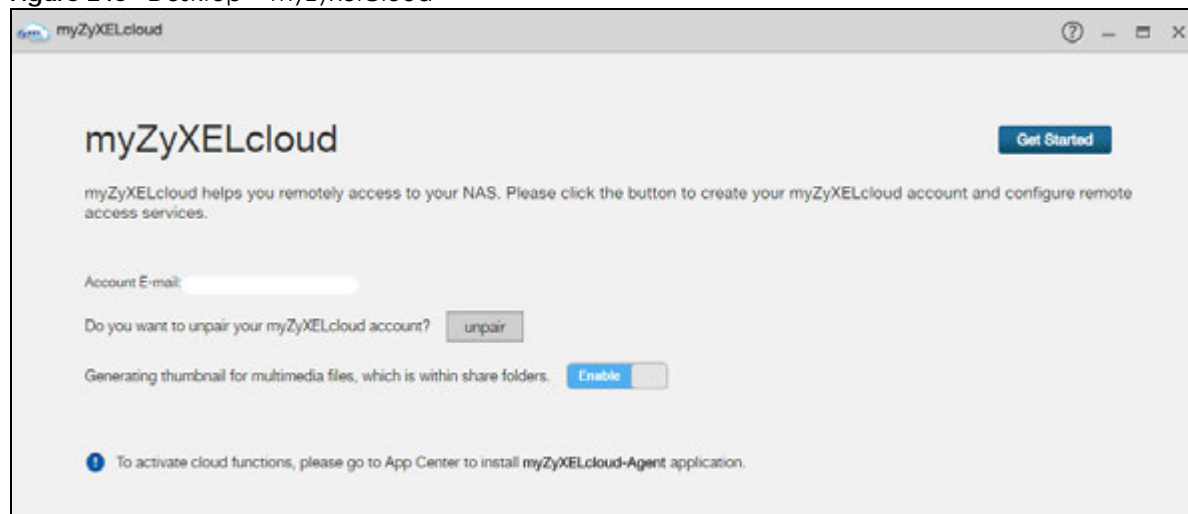 myZyXELcloud
myZyXELcloud
Get Started
myZyXELcloud helps you remotely access to your NAS. Please click the button to create your myZyXELcloud account and configure remote
access services.
Account E-mail:
Do you want to unpair your myZyXELcloud account? unpair
Generating thumbnail for multimedia files, which is within share folders. Enable
To activate cloud functions, please go to App Center to install myZyXELcloud-Agent application.